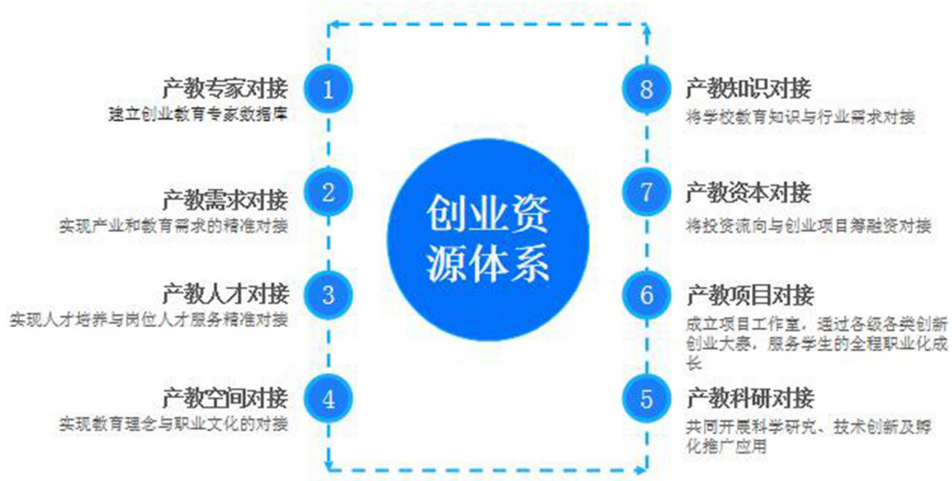 1
产教专家对接
建立创业教育专家数据库
2
产教需求对接
实现产业和教育需求的精准对接
3
产教人才对接
实现人才培养与岗位人才服务精准对接
4
产教空间对接
实现教育理念与职业文化的对接
创业资
源体系
8
产教知识对接
将学校教育知识与行业需求对接
7
产教资本对接
将投资流向与创业项目筹融资对接
6
产教项目对接
成立项目工作室，通过各级各类创新
创业大赛，服务学生的全程职业化成
长
5
产教科研对接
共同开展科学研究、技术创新及孵
化推广应用